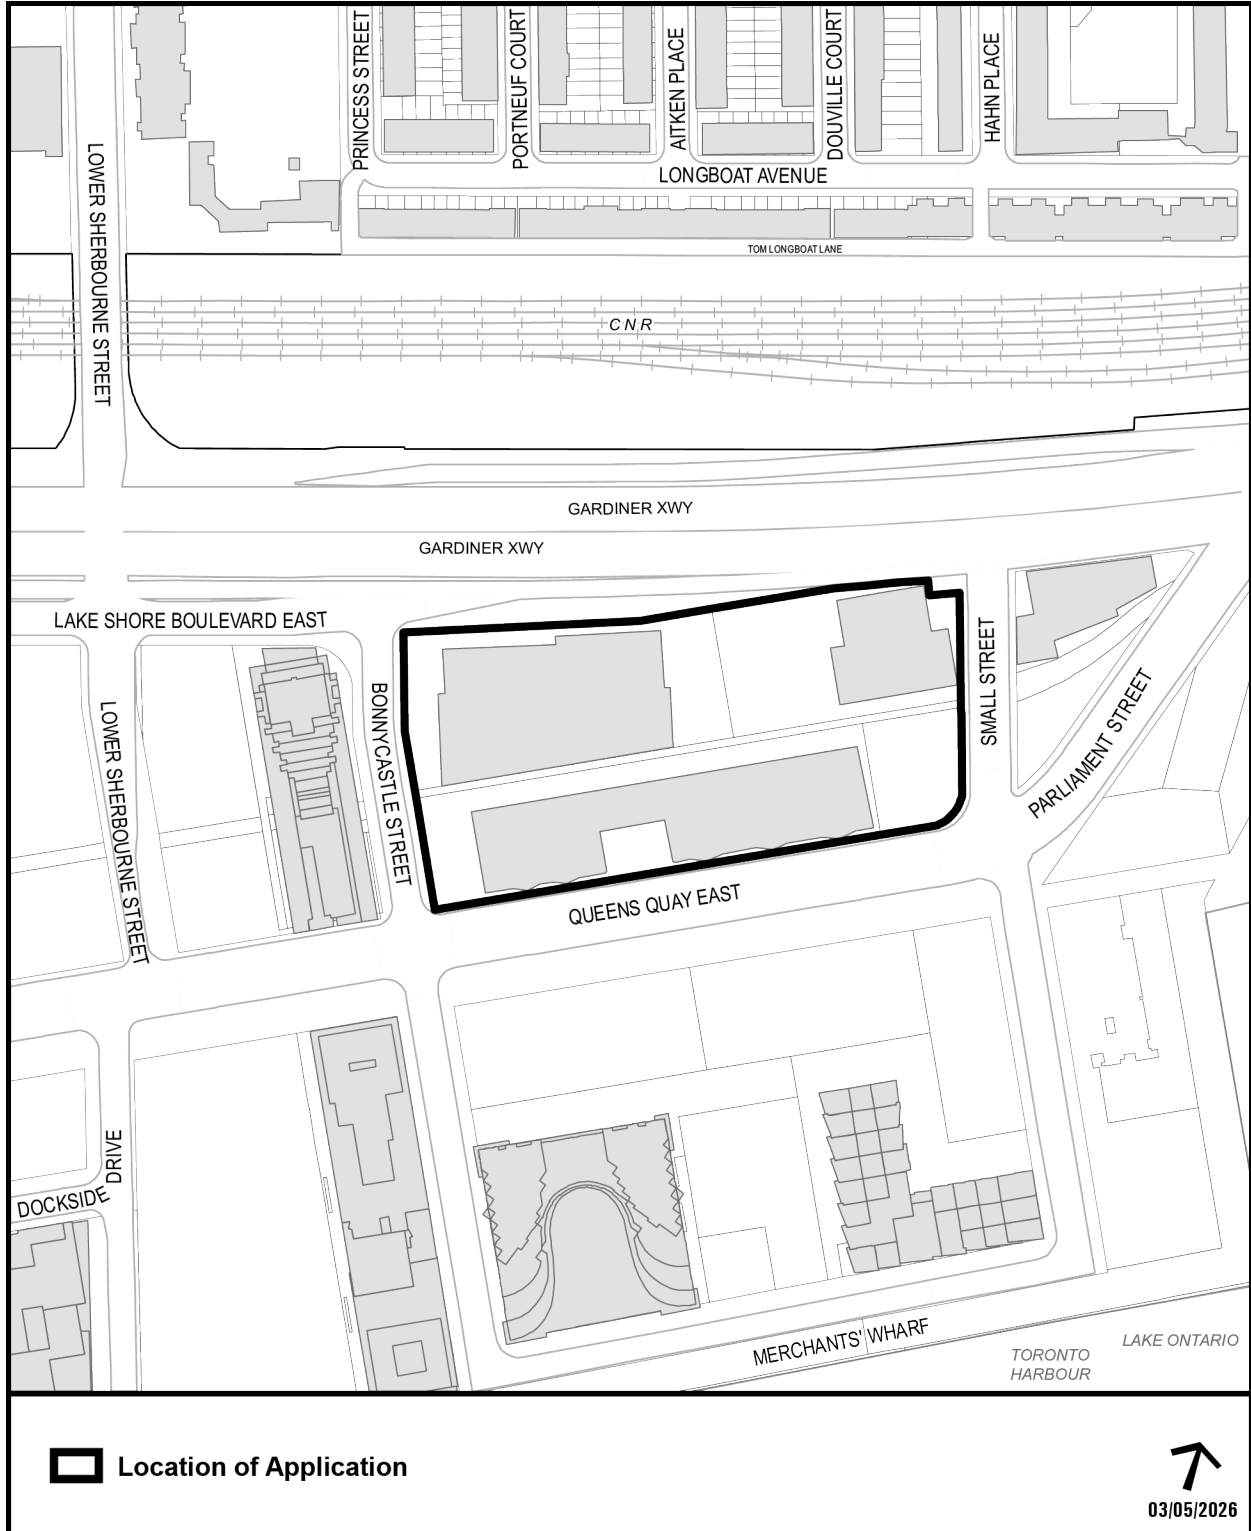 PRINCESS STREET
PORTNEUF COURT
AITKEN PLACE
DOUVILLE COURT
HAHN PLACE
LOWER SHERBOURNE STREET
LONGBOAT AVENUE
TOM LONGBOAT LANE
CNR
GARDINER XWY
GARDINER XWY
LAKE SHORE BOULEVARD EAST
SMALL STREET
BONNYCASTLE STREET
LOWER SHERBOURNE STREET
PARLIAMENT STREET
QUEENS QUAY EAST
DOCKSIDE DRIVE
MERCHANTS' WHARF
LAKE ONTARIO
TORONTO
HARBOUR
Location of Application
03/05/2026